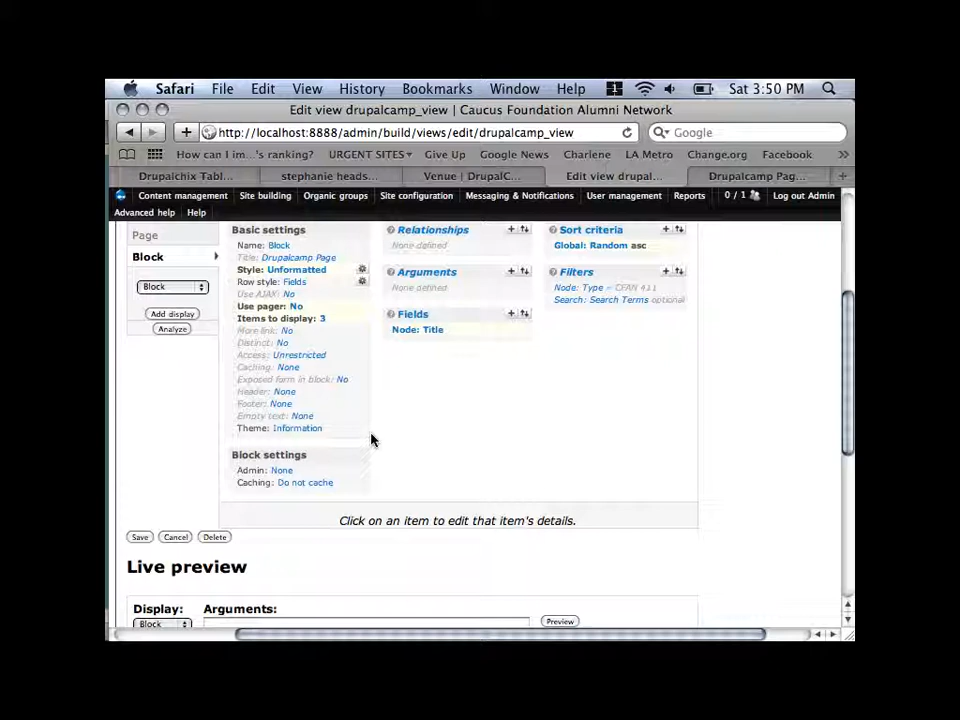 Safari File Edit View History Bookmarks Window Help 1 Sat 3:50 PM
Edit view drupalcamp_view | Caucus Foundation Alumni Network
http://localhost:8888/admin/build/views/edit/drupalcamp_view
Google
How can I im...'s ranking? URGENT SITES Give Up Google News Charlene LA Metro Change.org Facebook
Drupalchix Tabl... stephanie heads... Venue | DrupalC... Edit view drupal... Drupalcamp Pag...
Content management Site building Organic groups Site configuration Messaging & Notifications User management Reports 0 / 1 Log out Admin
Advanced help Help
Page
Block
Block
Add display
Analyze
Basic settings
Name: Block
Title: Drupalcamp Page
Style: Unformatted
Row style: Fields
Use AJAX: No
Use pager: No
Items to display: 3
More link: No
Distinct: No
Access: Unrestricted
Caching: None
Exposed form in block: No
Header: None
Footer: None
Empty text: None
Theme: Information
Block settings
Admin: None
Caching: Do not cache
Relationships
None defined
Arguments
None defined
Fields
Node: Title
Sort criteria
Global: Random asc
Filters
Node: Type = CFAN 411
Search: Search Terms optional
Click on an item to edit that item's details.
Save Cancel Delete
Live preview
Display: Arguments:
Block Preview